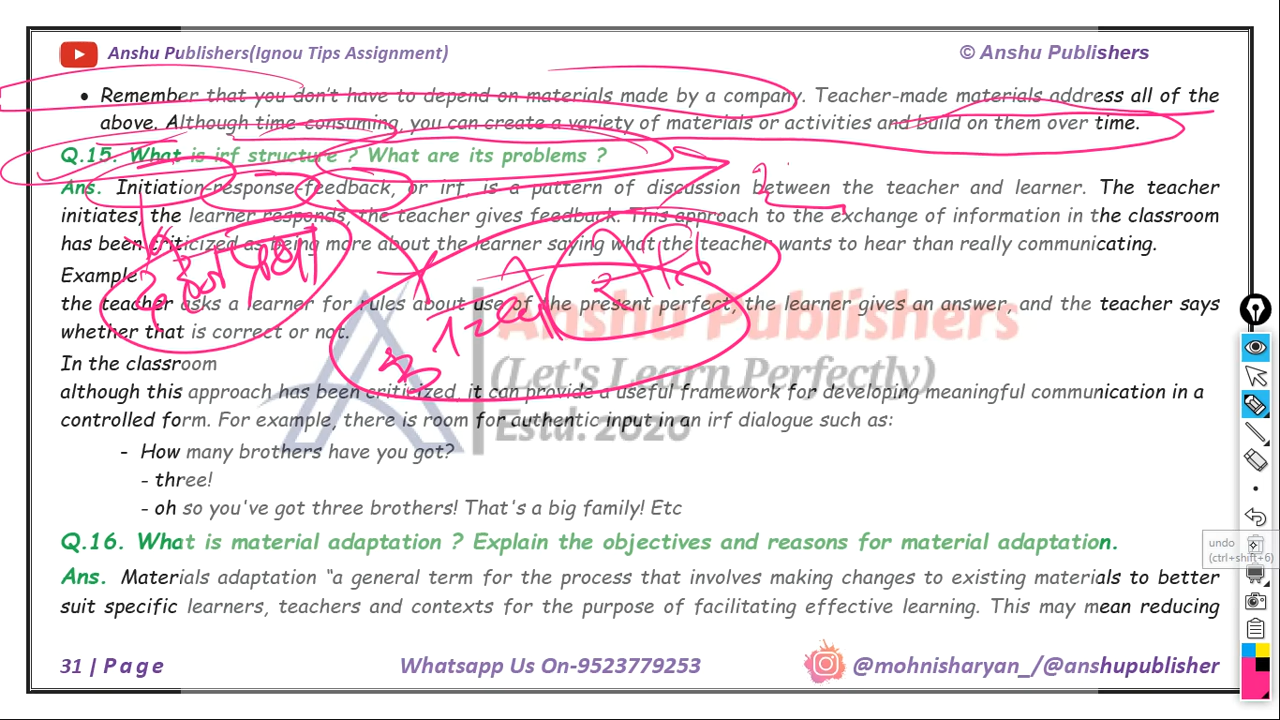 Anshu Publishers(Ignou Tips Assignment) © Anshu Publishers
• Remember that you don't have to depend on materials made by a company. Teacher-made materials address all of the
above. Although time-consuming, you can create a variety of materials or activities and build on them over time.
Q.15. What is irf structure ? What are its problems ?
Ans. Initiation-response-feedback, or irf, is a pattern of discussion between the teacher and learner. The teacher
initiates, the learner responds, the teacher gives feedback. This approach to the exchange of information in the classroom
has been criticized as being more about the learner saying what the teacher wants to hear than really communicating.
Example
the teacher asks a learner for rules about use of the present perfect, the learner gives an answer, and the teacher says
whether that is correct or not.
In the classroom
although this approach has been criticized, it can provide a useful framework for developing meaningful communication in a
controlled form. For example, there is room for authentic input in an irf dialogue such as:
- How many brothers have you got?
- three!
- oh so you've got three brothers! That's a big family! Etc
Anshu Publishers
(Let's Learn Perfectly)
Estd. 2020
Q.16. What is material adaptation ? Explain the objectives and reasons for material adaptation.
Ans. Materials adaptation "a general term for the process that involves making changes to existing materials to better
suit specific learners, teachers and contexts for the purpose of facilitating effective learning. This may mean reducing
31 | Page Whatsapp Us On-9523779253 @mohnisharyan_/@anshupublisher
undo
(ctrl+shift+6)